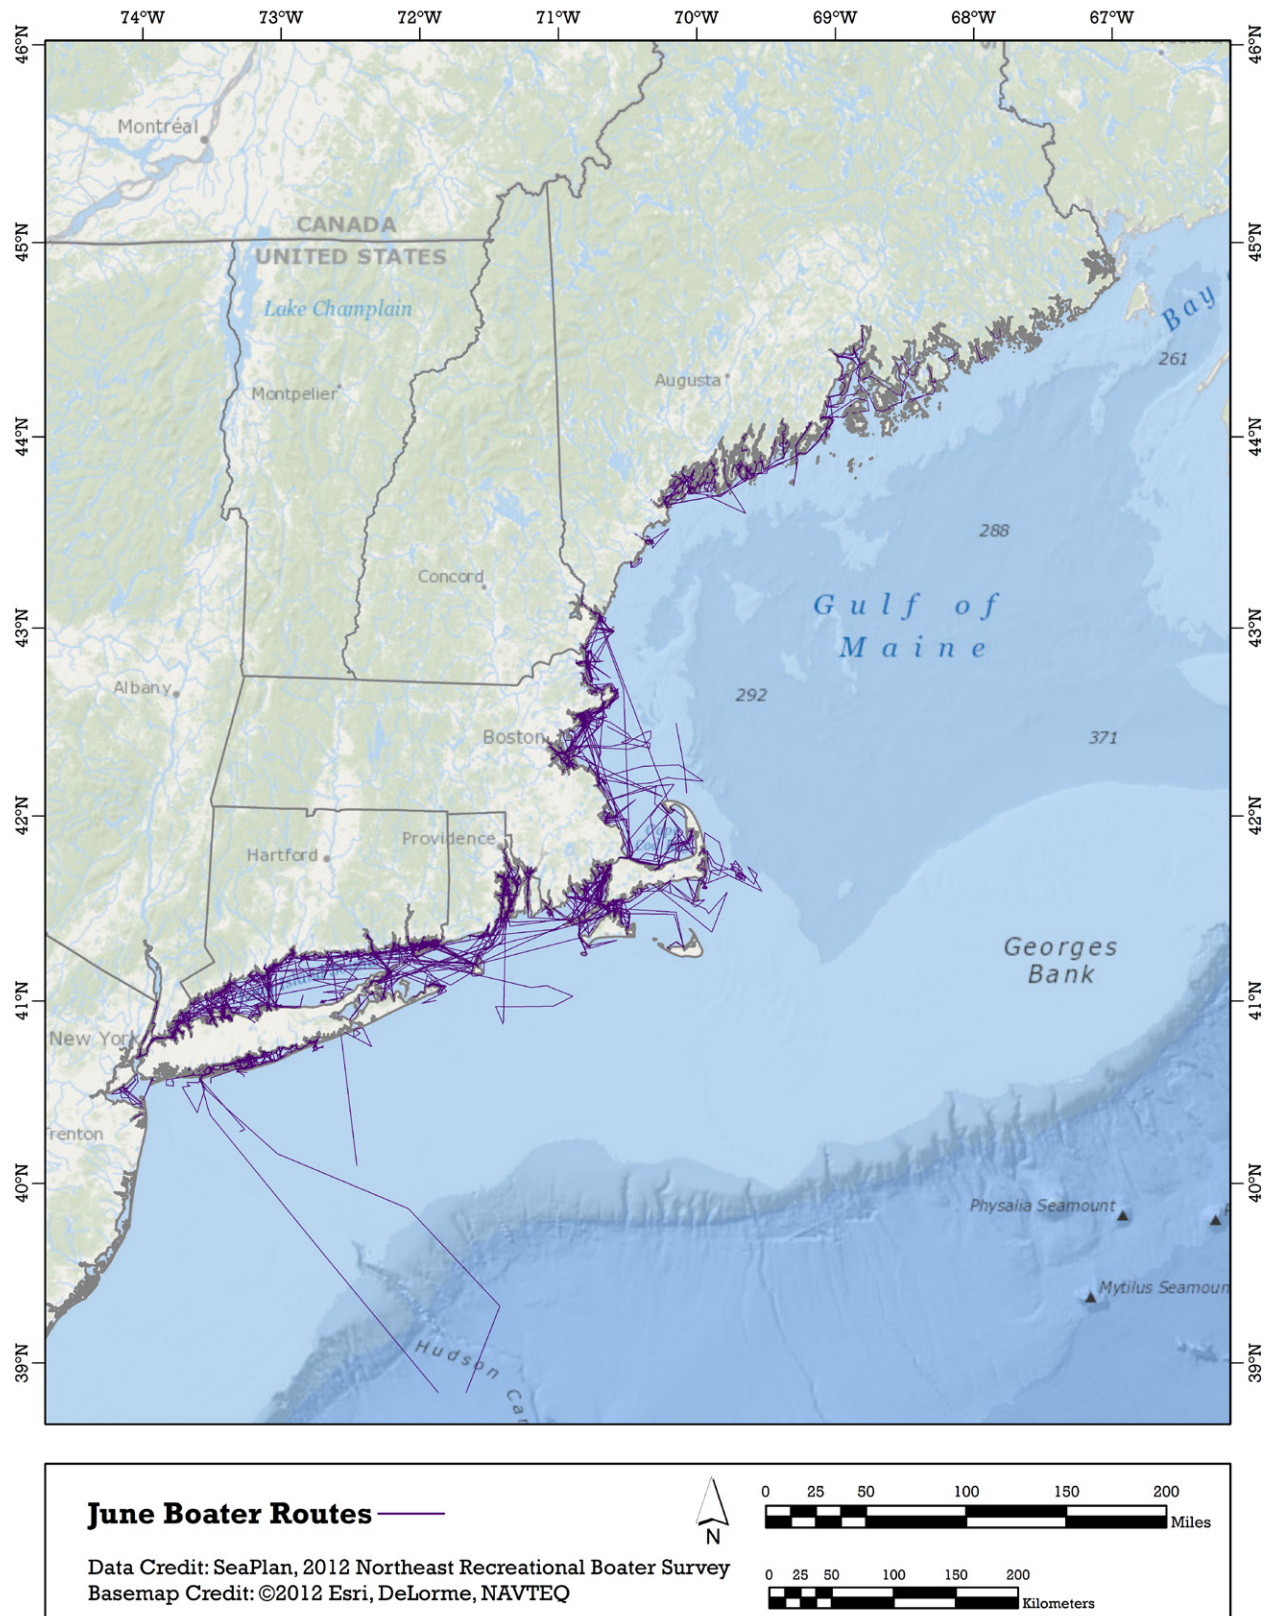 74°W 73°W 72°W 71°W 70°W 69°W 68°W 67°W
46°N 46°N
Montréal
CANADA
45°N 45°N
UNITED STATES
Bay
Lake Champlain
261
Augusta
Montpelier
44°N 44°N
288
Concord
Gulf of
43°N 43°N
Maine
Albany
292
Boston
371
42°N 42°N
Providence
Hartford
Georges
Bank
41°N 41°N
New York
renton
40°N 40°N
Physalia Seamount
Mytilus Seamoun
Hudson Ca
39°N 39°N
June Boater Routes
N
0 25 50 100 150 200
Miles
Data Credit: SeaPlan, 2012 Northeast Recreational Boater Survey
Basemap Credit: ©2012 Esri, DeLorme, NAVTEQ
0 25 50 100 150 200
Kilometers